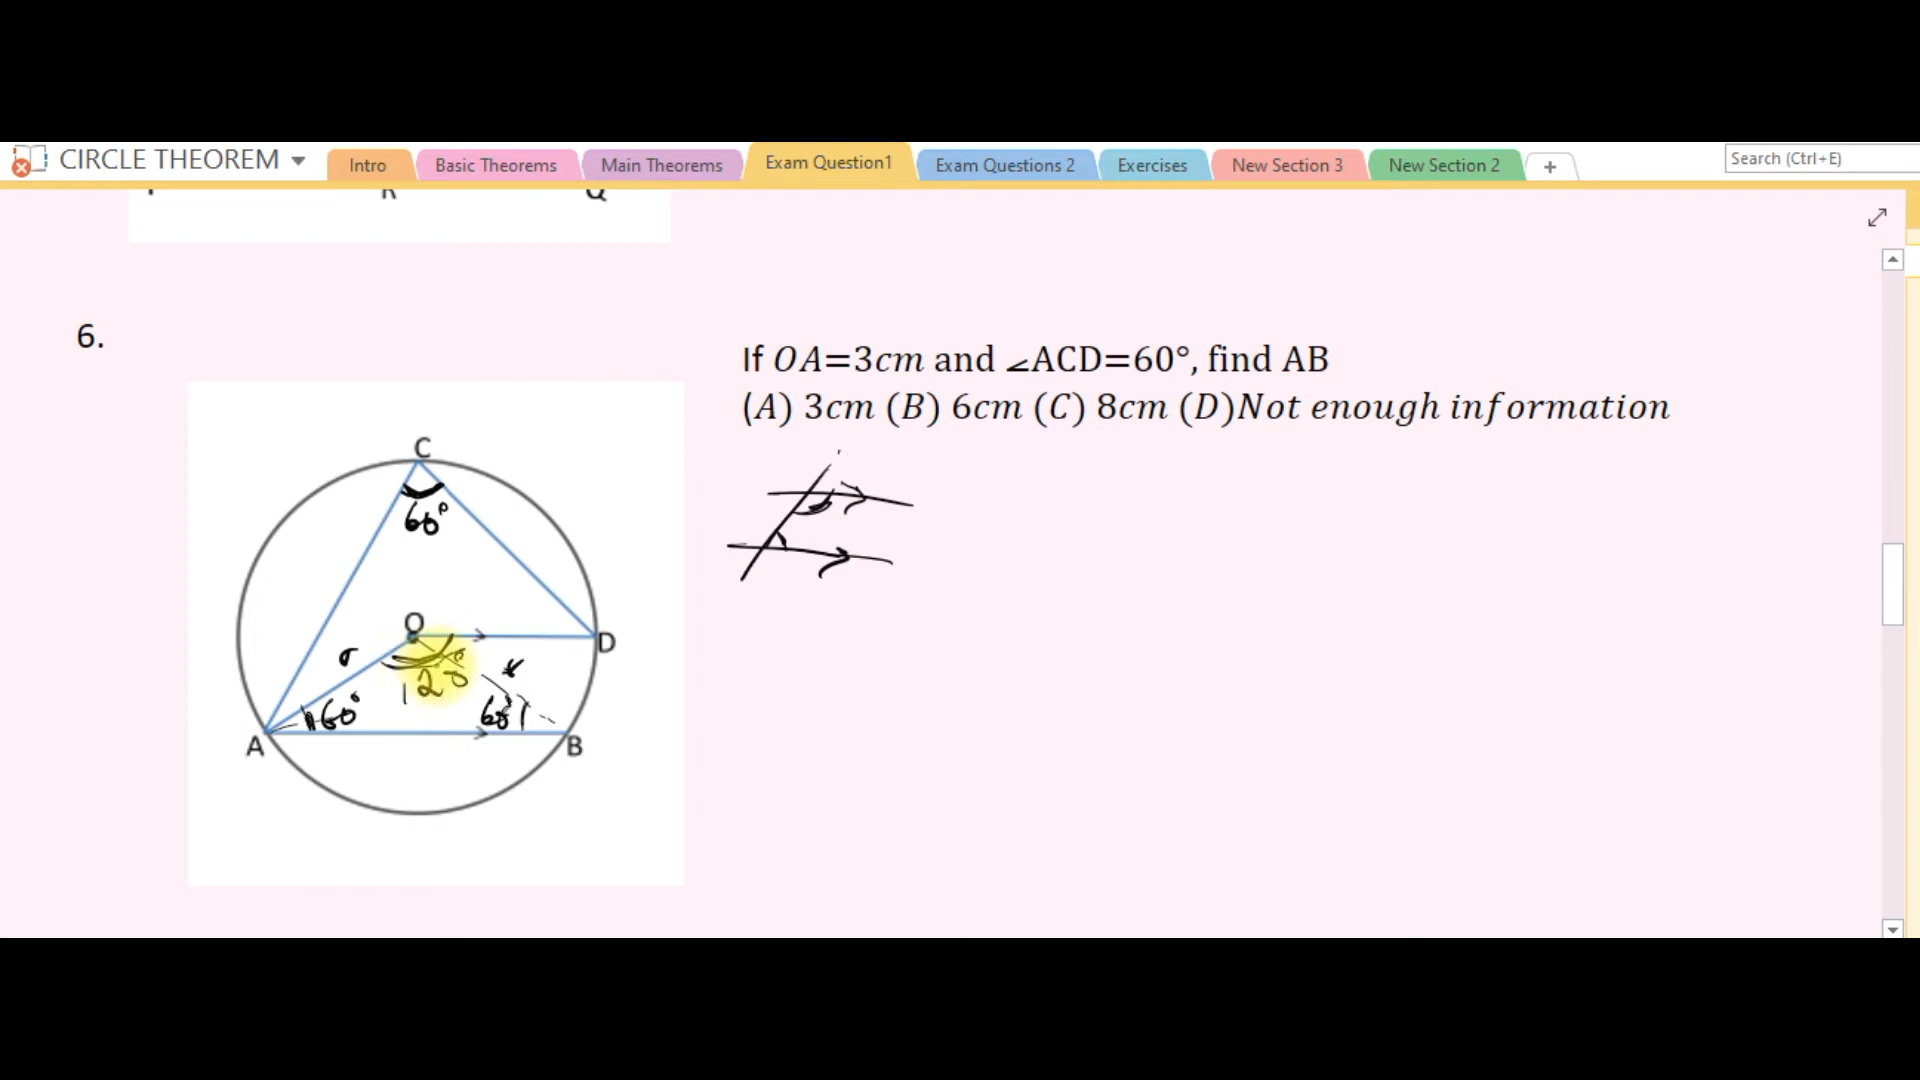 CIRCLE THEOREM
Intro
Basic Theorems
Main Theorems
Exam Question1
Exam Questions 2
Exercises
New Section 3
New Section 2
+
Search (Ctrl+E)
R
Q
6.
If OA=3cm and ∠ACD=60°, find AB
(A) 3cm (B) 6cm (C) 8cm (D)Not enough information
C
60°
O
D
r
120°
60°
60°
A
B